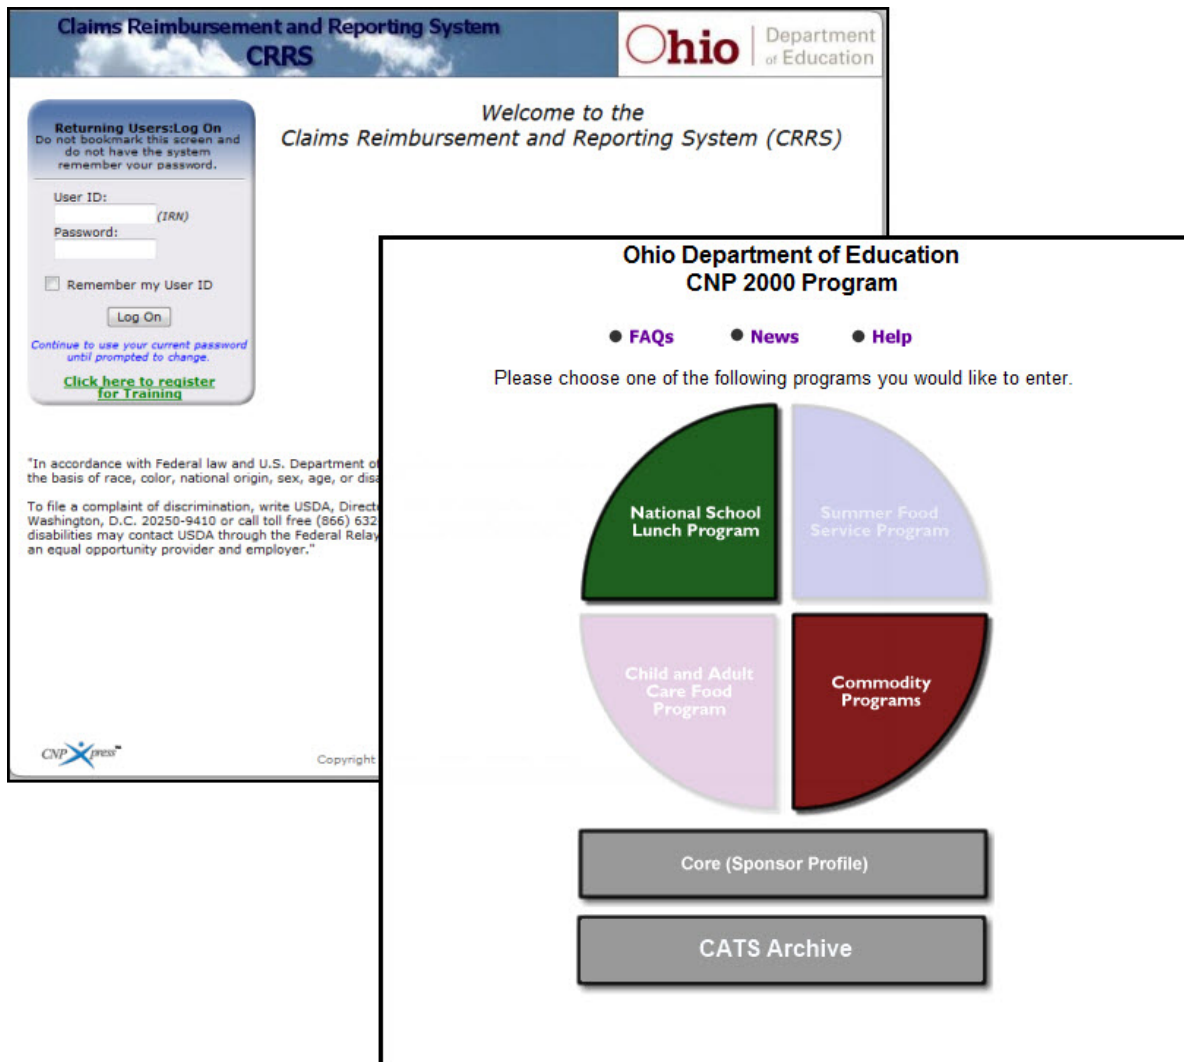 Claims Reimbursement and Reporting System
CRRS
Ohio
Department
of Education
Returning Users:Log On
Do not bookmark this screen and
do not have the system
remember your password.
User ID:
(IRN)
Password:
Remember my User ID
Log On
Continue to use your current password
until prompted to change.
Click here to register
for Training
Welcome to the
Claims Reimbursement and Reporting System (CRRS)
"In accordance with Federal law and U.S. Department of
the basis of race, color, national origin, sex, age, or disa
To file a complaint of discrimination, write USDA, Directo
Washington, D.C. 20250-9410 or call toll free (866) 632
disabilities may contact USDA through the Federal Relay
an equal opportunity provider and employer."
CNP Xpress™
Copyright
Ohio Department of Education
CNP 2000 Program
● FAQs ● News ● Help
Please choose one of the following programs you would like to enter.
National School
Lunch Program
Summer Food
Service Program
Child and Adult
Care Food
Program
Commodity
Programs
Core (Sponsor Profile)
CATS Archive